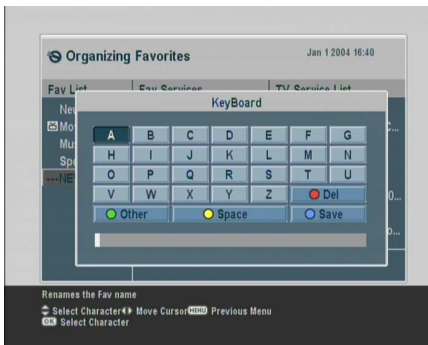 Organizing Favorites
Jan 1 2004 16:40
Fav List Fav Services TV Service List
KeyBoard
A B C D E F G
H I J K L M N
O P Q R S T U
V W X Y Z Del
Other Space Save
---NE
Renames the Fav name
Select Character Move Cursor MENU Previous Menu
OK Select Character